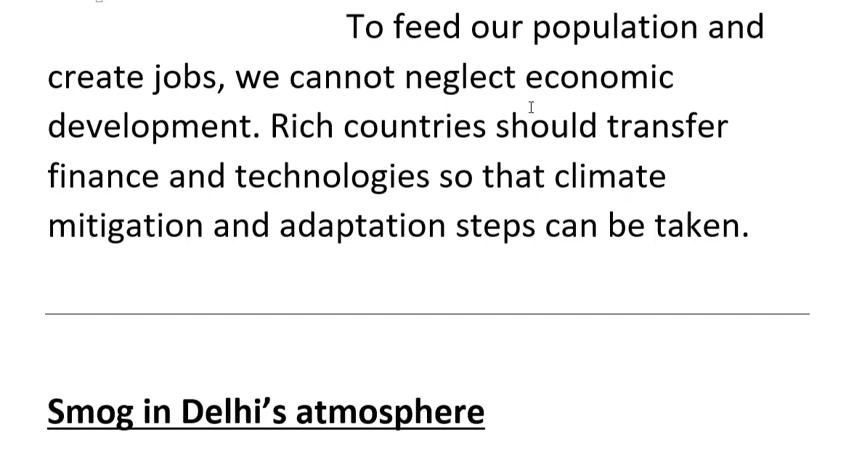 To feed our population and
create jobs, we cannot neglect economic
development. Rich countries should transfer
finance and technologies so that climate
mitigation and adaptation steps can be taken.
Smog in Delhi’s atmosphere